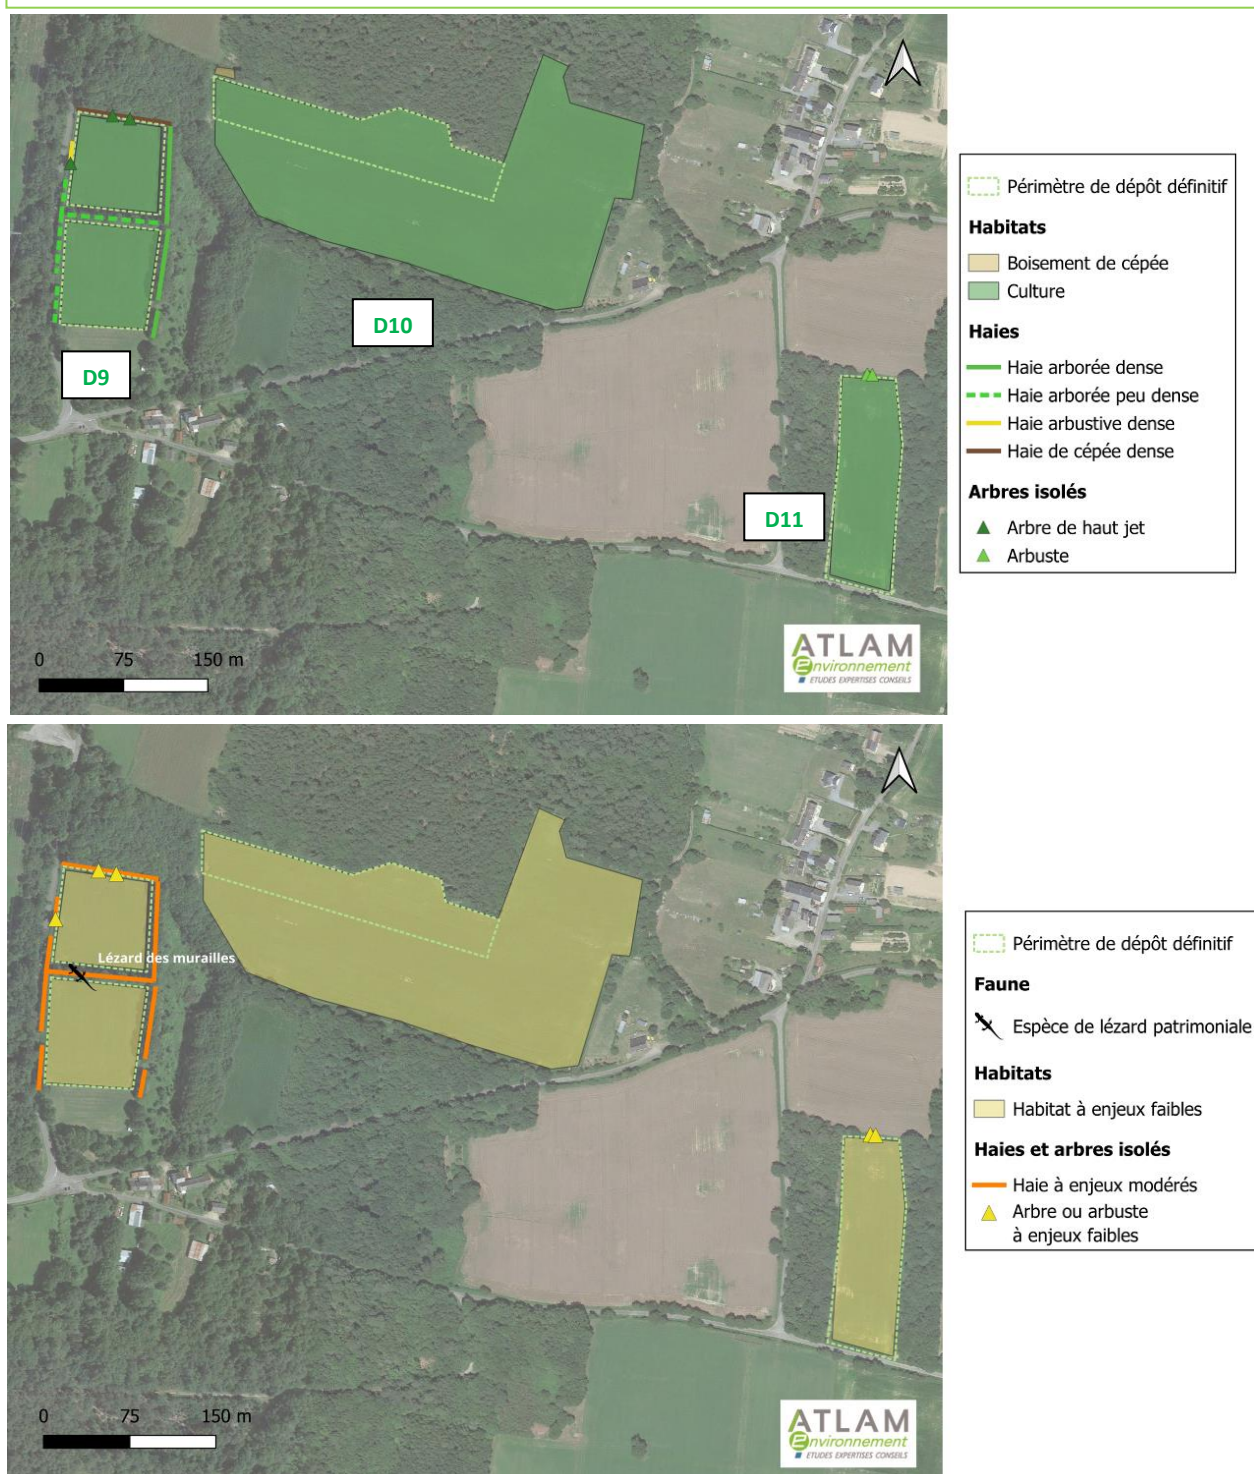 D9
D10
D11
0 75 150 m
ATLAM
environnement
ETUDES EXPERTISES CONSEILS
Périmètre de dépôt définitif
Habitats
Boisement de cépée
Culture
Haies
Haie arborée dense
Haie arborée peu dense
Haie arbustive dense
Haie de cépée dense
Arbres isolés
Arbre de haut jet
Arbuste
Lézard des murailles
0 75 150 m
ATLAM
environnement
ETUDES EXPERTISES CONSEILS
Périmètre de dépôt définitif
Faune
Espèce de lézard patrimoniale
Habitats
Habitat à enjeux faibles
Haies et arbres isolés
Haie à enjeux modérés
Arbre ou arbuste
à enjeux faibles